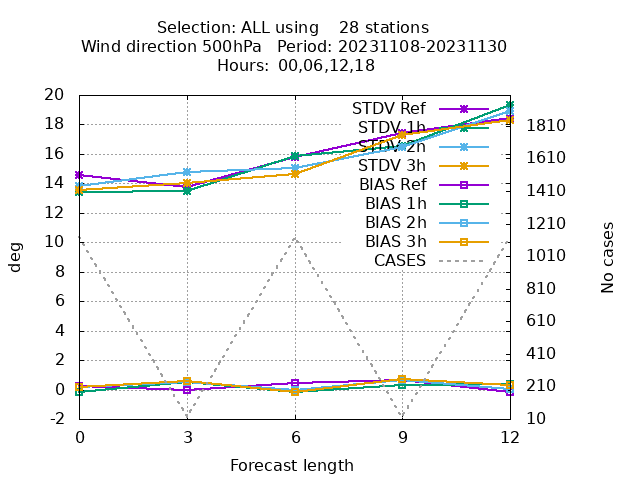 Selection: ALL using    28 stations
Wind direction 500hPa   Period: 20231108-20231130
Hours:  00,06,12,18
20
18
16
14
12
10
8
6
4
2
0
-2
deg
STDV Ref
STDV 1h
STDV 2h
STDV 3h
BIAS Ref
BIAS 1h
BIAS 2h
BIAS 3h
CASES
1810
1610
1410
1210
1010
810
610
410
210
10
No cases
0 3 6 9 12
Forecast length